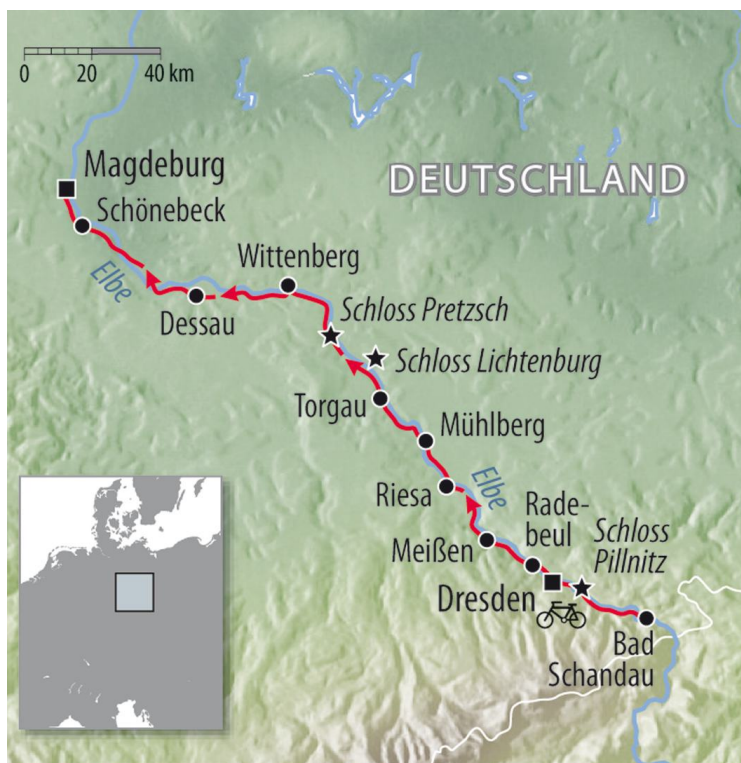 0 20 40 km
DEUTSCHLAND
Magdeburg
Schönebeck
Elbe
Wittenberg
Dessau
Schloss Pretzsch
Schloss Lichtenburg
Torgau
Mühlberg
Riesa
Elbe
Rade-
beul
Schloss
Pillnitz
Meißen
Dresden
Bad
Schandau